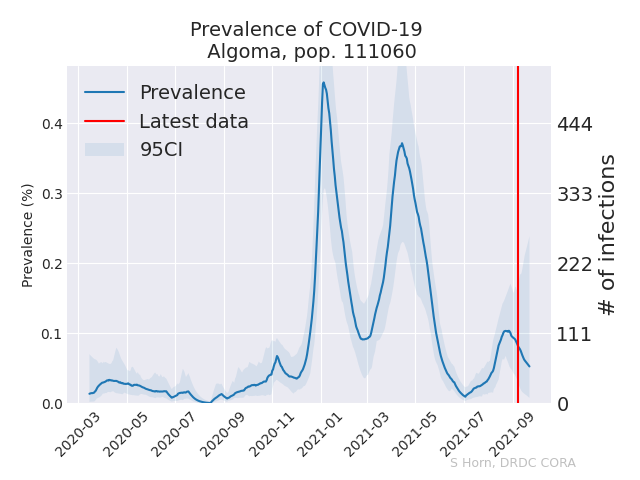 Prevalence of COVID-19
Algoma, pop. 111060
Prevalence
Latest data
95CI
Prevalence (%)
0.4
0.3
0.2
0.1
0.0
444
333
222
111
0
# of infections
2020-03
2020-05
2020-07
2020-09
2020-11
2021-01
2021-03
2021-05
2021-07
2021-09
S Horn, DRDC CORA